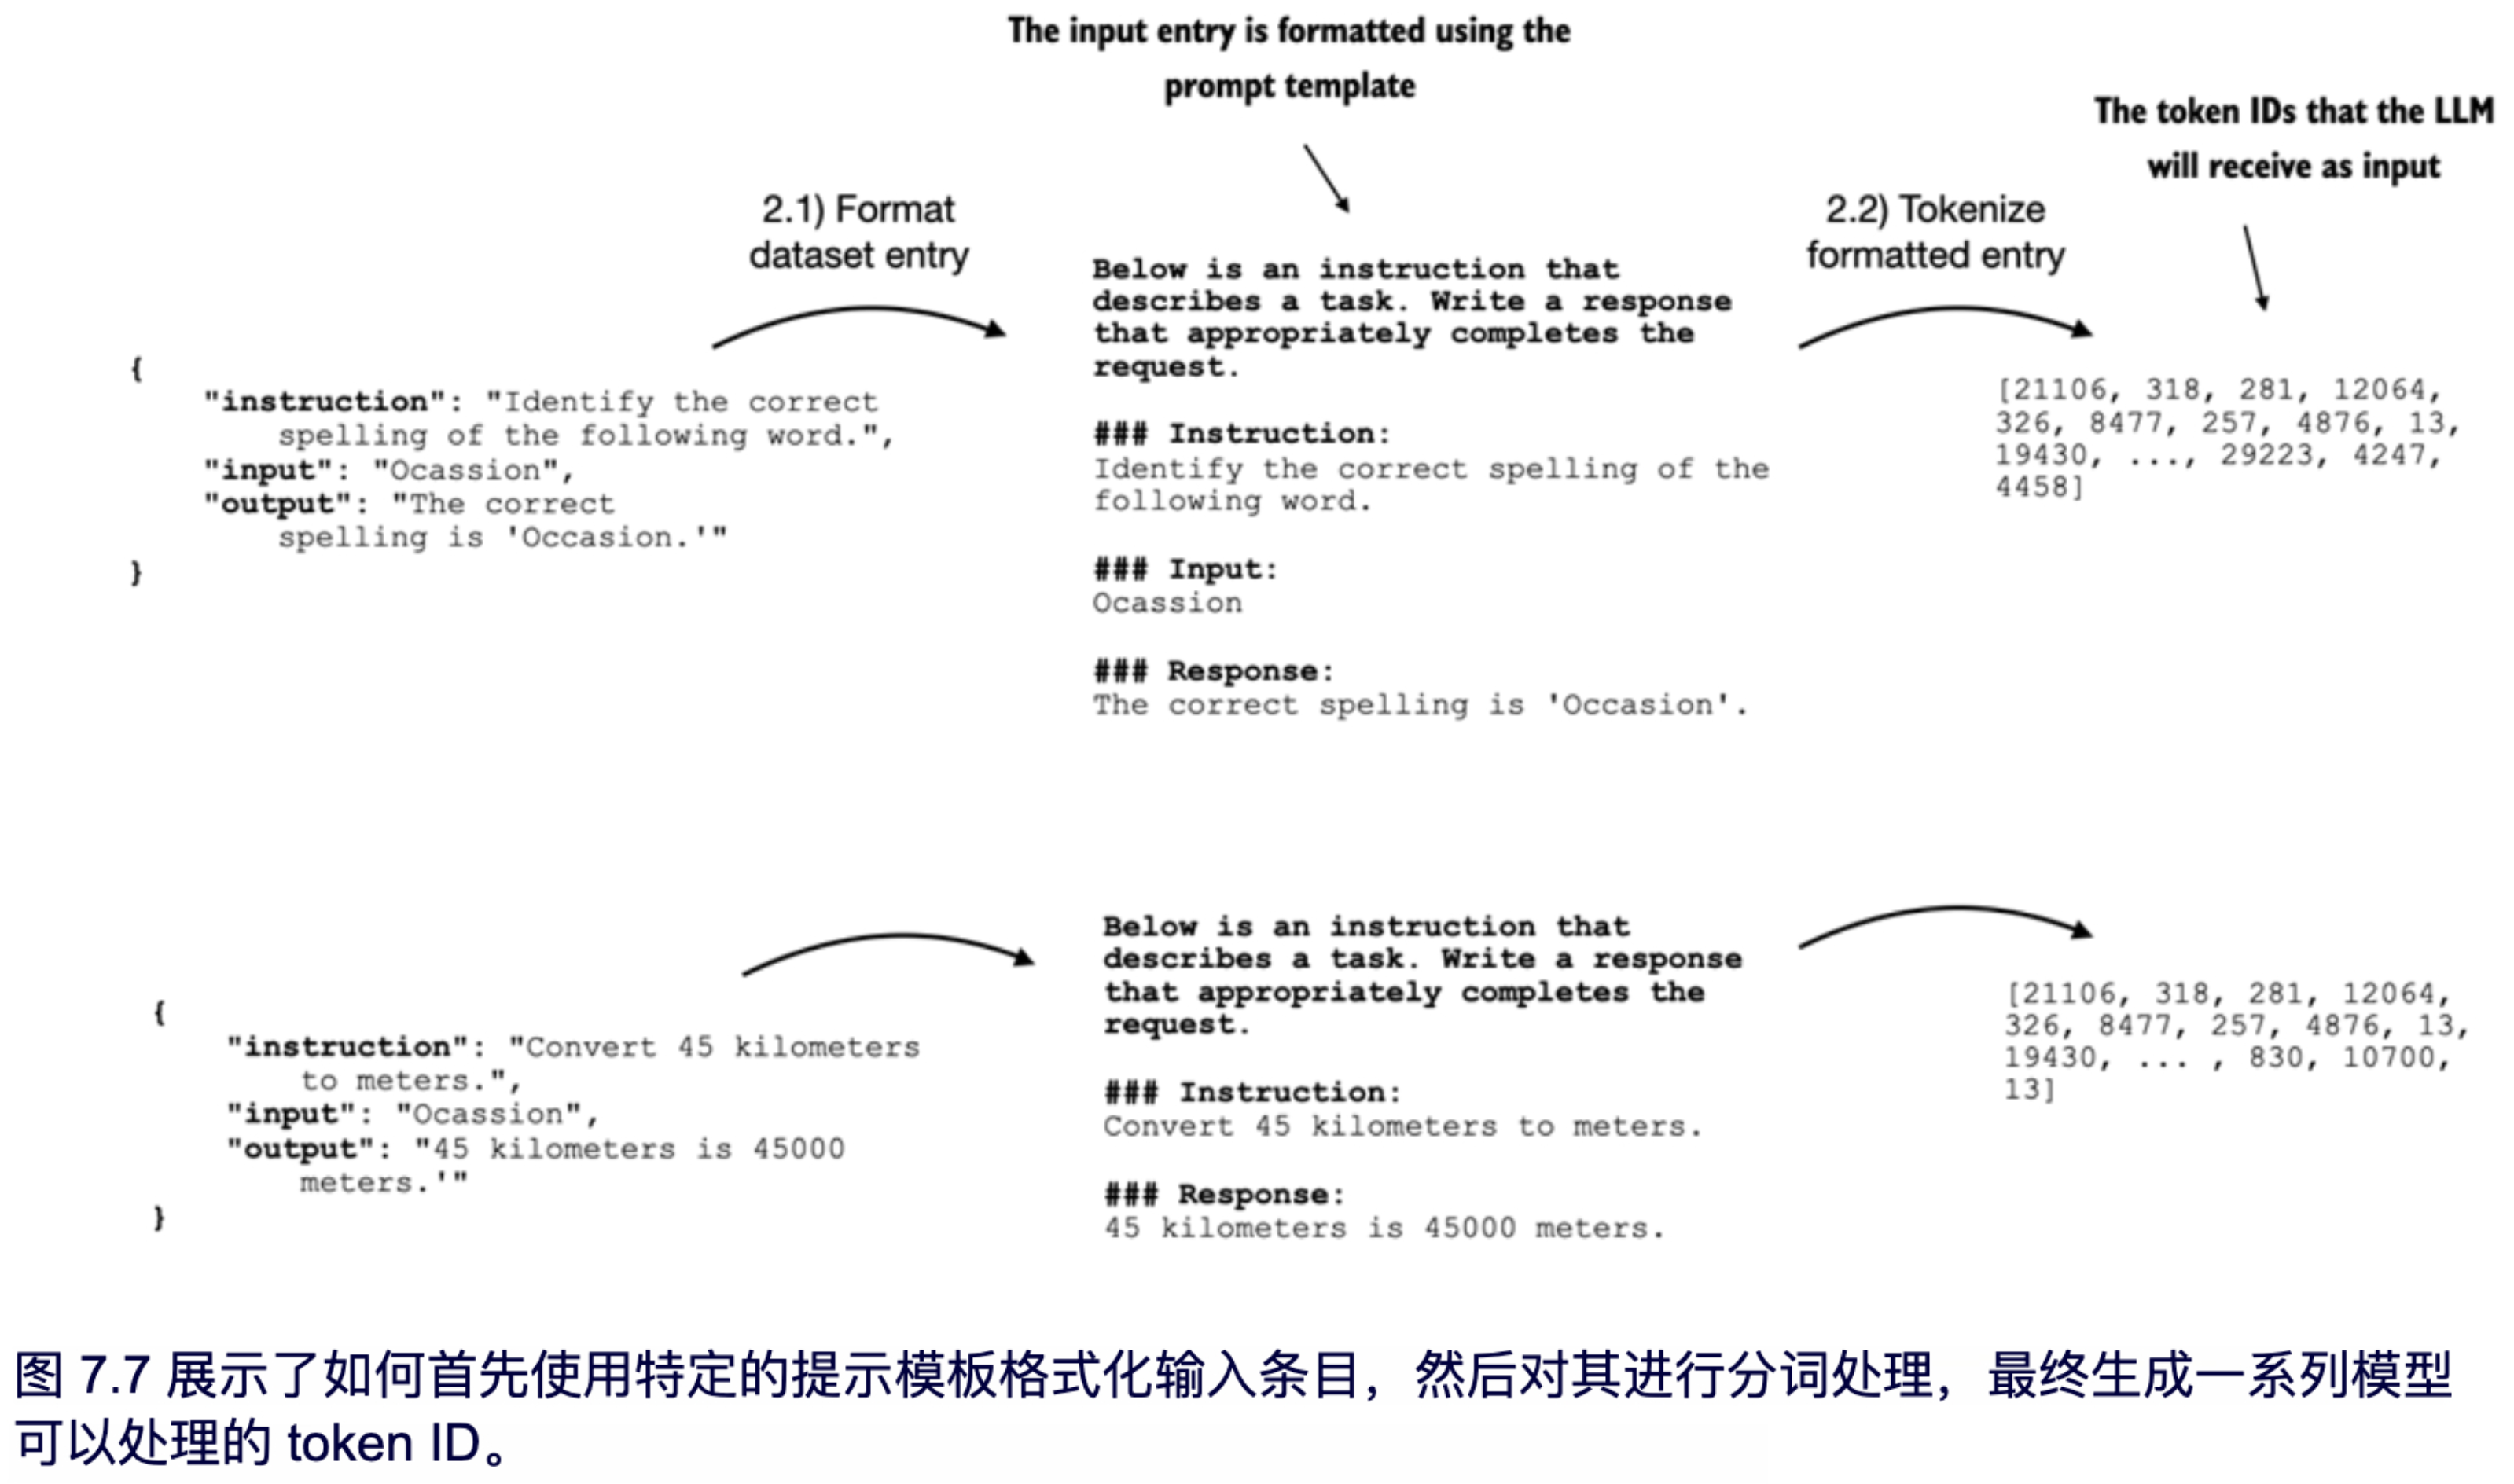 The input entry is formatted using the
prompt template
The token IDs that the LLM
will receive as input
2.1) Format
dataset entry
2.2) Tokenize
formatted entry
{
"instruction": "Identify the correct
spelling of the following word.",
"input": "Ocassion",
"output": "The correct
spelling is 'Occasion.'"
}
Below is an instruction that
describes a task. Write a response
that appropriately completes the
request.
### Instruction:
Identify the correct spelling of the
following word.
### Input:
Ocassion
### Response:
The correct spelling is 'Occasion'.
[21106, 318, 281, 12064,
326, 8477, 257, 4876, 13,
19430, ..., 29223, 4247,
4458]
{
"instruction": "Convert 45 kilometers
to meters.",
"input": "Ocassion",
"output": "45 kilometers is 45000
meters.'"
}
Below is an instruction that
describes a task. Write a response
that appropriately completes the
request.
### Instruction:
Convert 45 kilometers to meters.
### Response:
45 kilometers is 45000 meters.
[21106, 318, 281, 12064,
326, 8477, 257, 4876, 13,
19430, ... , 830, 10700,
13]
图 7.7 展示了如何首先使用特定的提示模板格式化输入条目，然后对其进行分词处理，最终生成一系列模型
可以处理的 token ID。